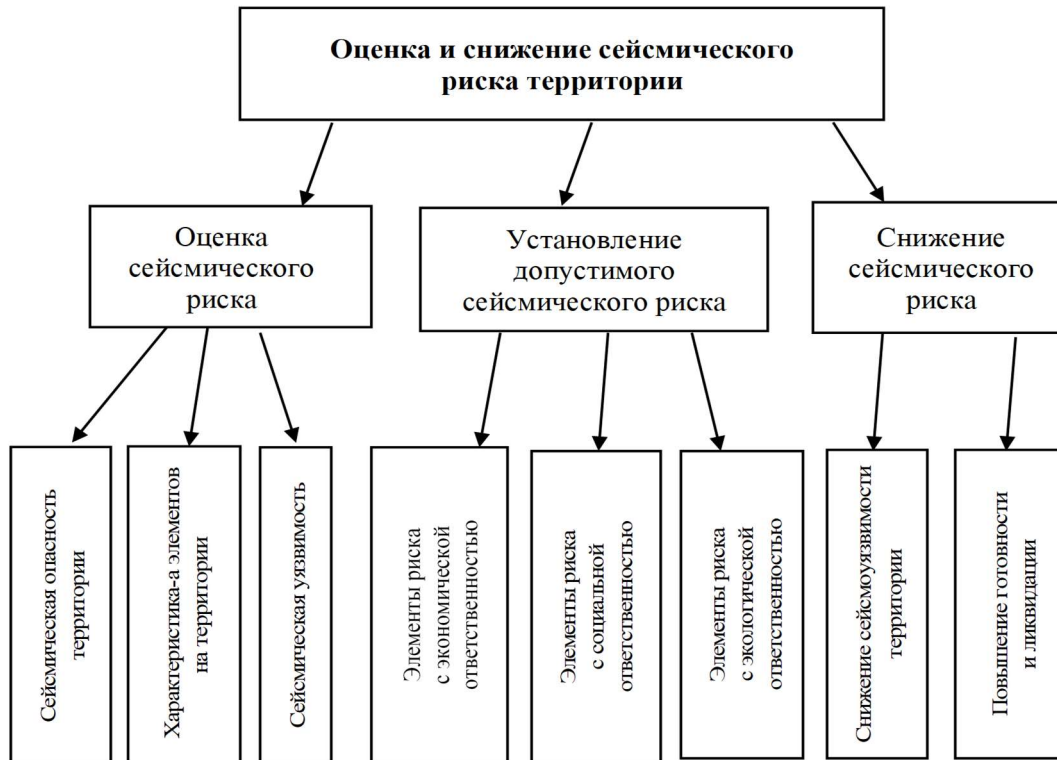 Оценка и снижение сейсмического
риска территории
Оценка
сейсмического
риска
Установление
допустимого
сейсмического риска
Снижение
сейсмического
риска
Сейсмическая опасность
территории
Характеристика-а элементов
на территории
Сейсмическая уязвимость
Элементы риска
с экономической
ответственностью
Элементы риска
с социальной
ответственностью
Элементы риска
с экологической
ответственностью
Снижение сейсмоуязвимости
территории
Повышение готовности
и ликвидации